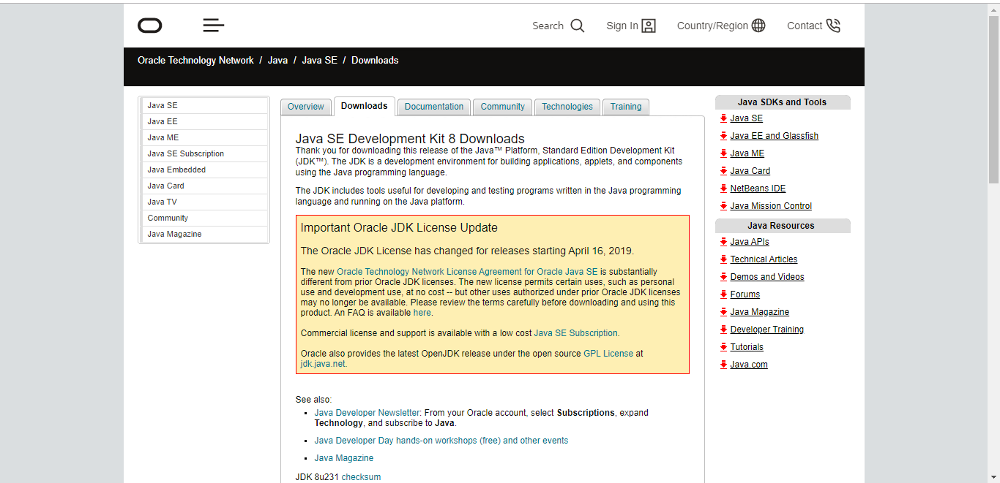 Search
Sign In
Country/Region
Contact
Oracle Technology Network / Java / Java SE / Downloads
Java SE
Java EE
Java ME
Java SE Subscription
Java Embedded
Java Card
Java TV
Community
Java Magazine
Overview
Downloads
Documentation
Community
Technologies
Training
Java SE Development Kit 8 Downloads
Thank you for downloading this release of the Java™ Platform, Standard Edition Development Kit
(JDK™). The JDK is a development environment for building applications, applets, and components
using the Java programming language.
The JDK includes tools useful for developing and testing programs written in the Java programming
language and running on the Java platform.
Important Oracle JDK License Update
The Oracle JDK License has changed for releases starting April 16, 2019.
The new Oracle Technology Network License Agreement for Oracle Java SE is substantially
different from prior Oracle JDK licenses. The new license permits certain uses, such as personal
use and development use, at no cost -- but other uses authorized under prior Oracle JDK licenses
may no longer be available. Please review the terms carefully before downloading and using this
product. An FAQ is available here.
Commercial license and support is available with a low cost Java SE Subscription.
Oracle also provides the latest OpenJDK release under the open source GPL License at
jdk.java.net.
See also:
Java Developer Newsletter: From your Oracle account, select Subscriptions, expand
Technology, and subscribe to Java.
Java Developer Day hands-on workshops (free) and other events
Java Magazine
JDK 8u231 checksum
Java SDKs and Tools
Java SE
Java EE and Glassfish
Java ME
Java Card
NetBeans IDE
Java Mission Control
Java Resources
Java APIs
Technical Articles
Demos and Videos
Forums
Java Magazine
Developer Training
Tutorials
Java.com